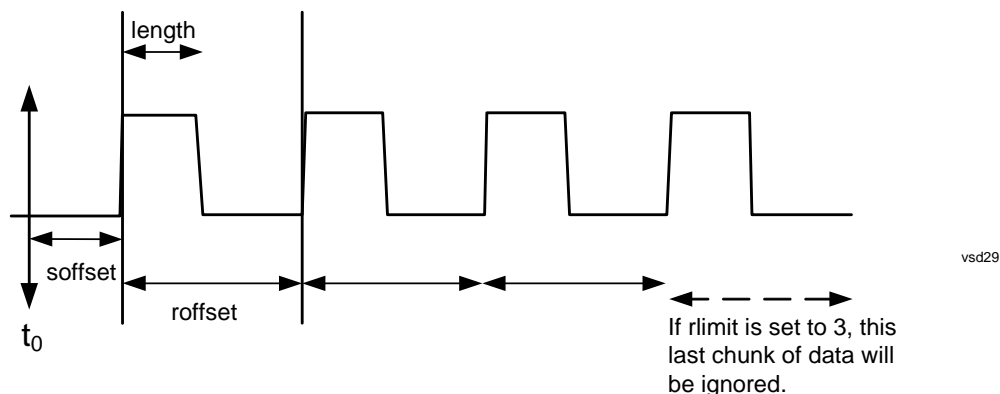 length
soffset
roffset
t₀
vsd29
If rlimit is set to 3, this
last chunk of data will
be ignored.